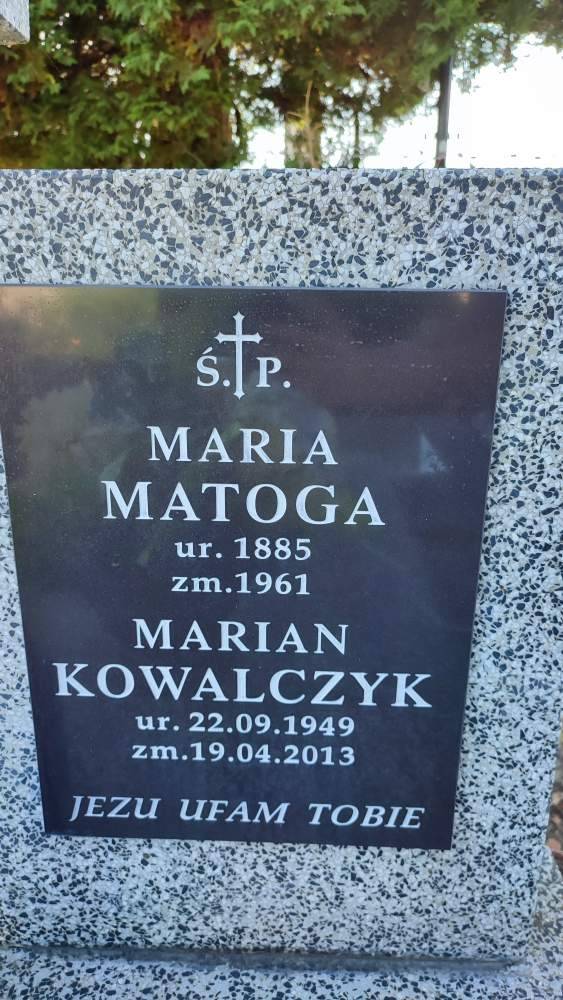 Ś. P.
MARIA
MATOGA
ur. 1885
zm.1961
MARIAN
KOWALCZYK
ur. 22.09.1949
zm.19.04.2013
JEZU UFAM TOBIE